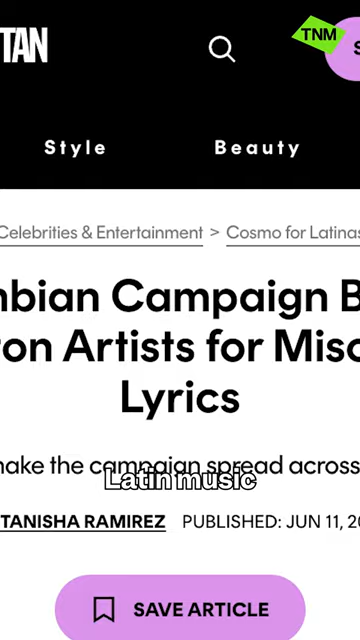 TAN
TNM
S
Style Beauty
Celebrities & Entertainment > Cosmo for Latinas
mbian Campaign B
on Artists for Miso
Lyrics
make the campaign spread across
Latin music
TANISHA RAMIREZ PUBLISHED: JUN 11, 20
SAVE ARTICLE